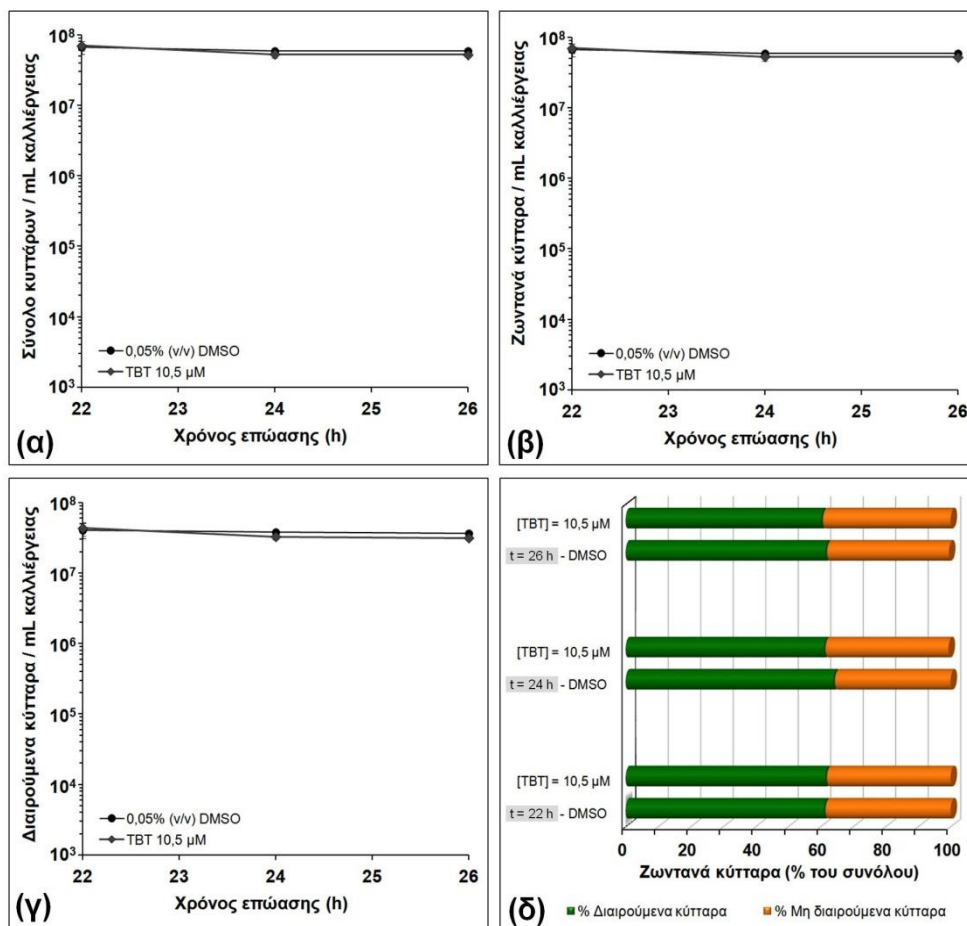 Σύνολο κυττάρων / mL καλλιέργειας
10⁸
10⁷
10⁶
10⁵
10⁴
10³
0,05% (v/v) DMSO
TBT 10,5 μM
22 23 24 25 26
Χρόνος επώασης (h)
(α)
Ζωντανά κύτταρα / mL καλλιέργειας
10⁸
10⁷
10⁶
10⁵
10⁴
10³
0,05% (v/v) DMSO
TBT 10,5 μM
22 23 24 25 26
Χρόνος επώασης (h)
(β)
Διαιρούμενα κύτταρα / mL καλλιέργειας
10⁸
10⁷
10⁶
10⁵
10⁴
10³
0,05% (v/v) DMSO
TBT 10,5 μM
22 23 24 25 26
Χρόνος επώασης (h)
(γ)
[TBT] = 10,5 μM
t = 26 h - DMSO
[TBT] = 10,5 μM
t = 24 h - DMSO
[TBT] = 10,5 μM
t = 22 h - DMSO
0 20 40 60 80 100
Ζωντανά κύτταρα (% του συνόλου)
(δ)
% Διαιρούμενα κύτταρα % Μη διαιρούμενα κύτταρα